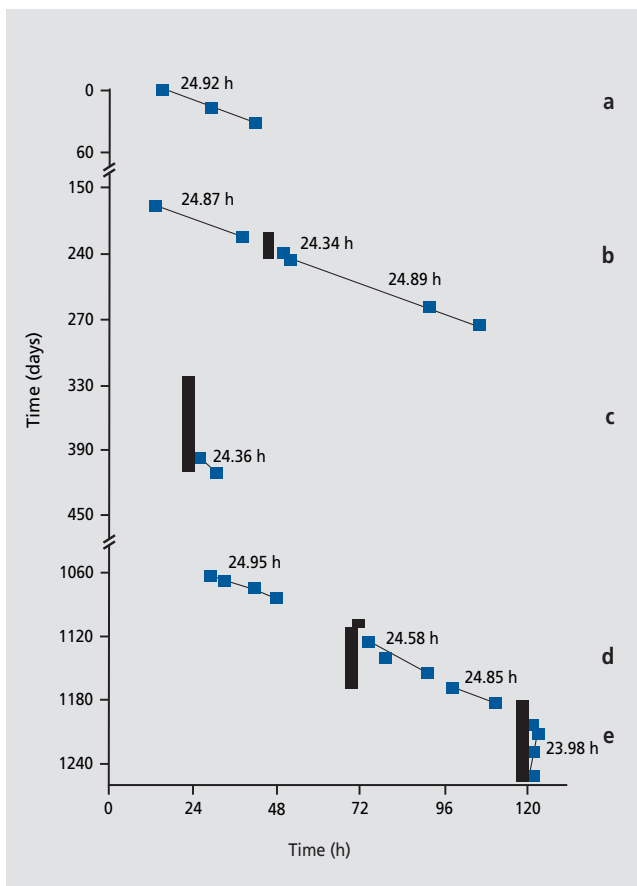 0
24.92 h
a
60
150
24.87 h
24.34 h
b
240
24.89 h
270
Time (days)
330
c
390
24.36 h
450
24.95 h
1060
1120
24.58 h
d
24.85 h
1180
e
23.98 h
1240
0 24 48 72 96 120
Time (h)